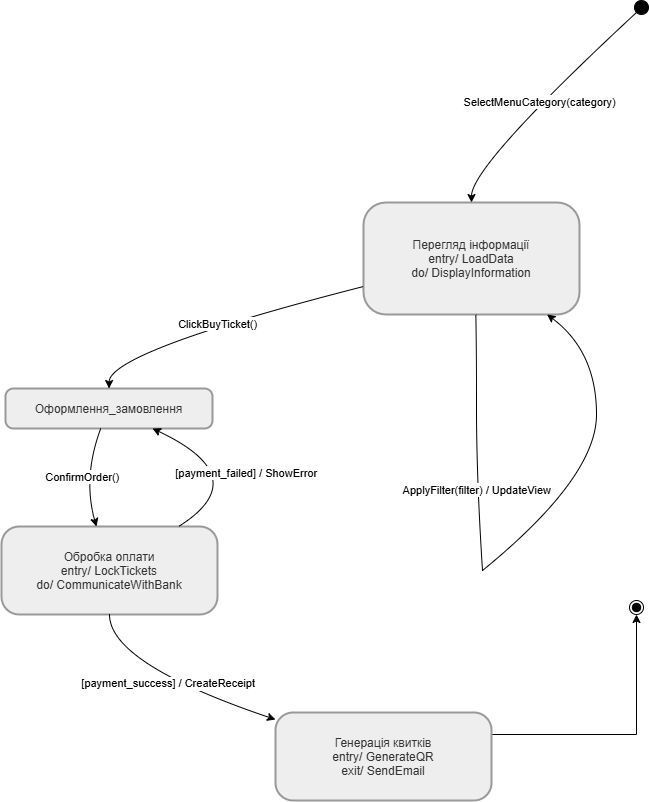 SelectMenuCategory(category)
Перегляд інформації
entry/ LoadData
do/ DisplayInformation
ClickBuyTicket()
Оформлення_замовлення
ConfirmOrder()
[payment_failed] / ShowError
ApplyFilter(filter) / UpdateView
Обробка оплати
entry/ LockTickets
do/ CommunicateWithBank
[payment_success] / CreateReceipt
Генерація квитків
entry/ GenerateQR
exit/ SendEmail